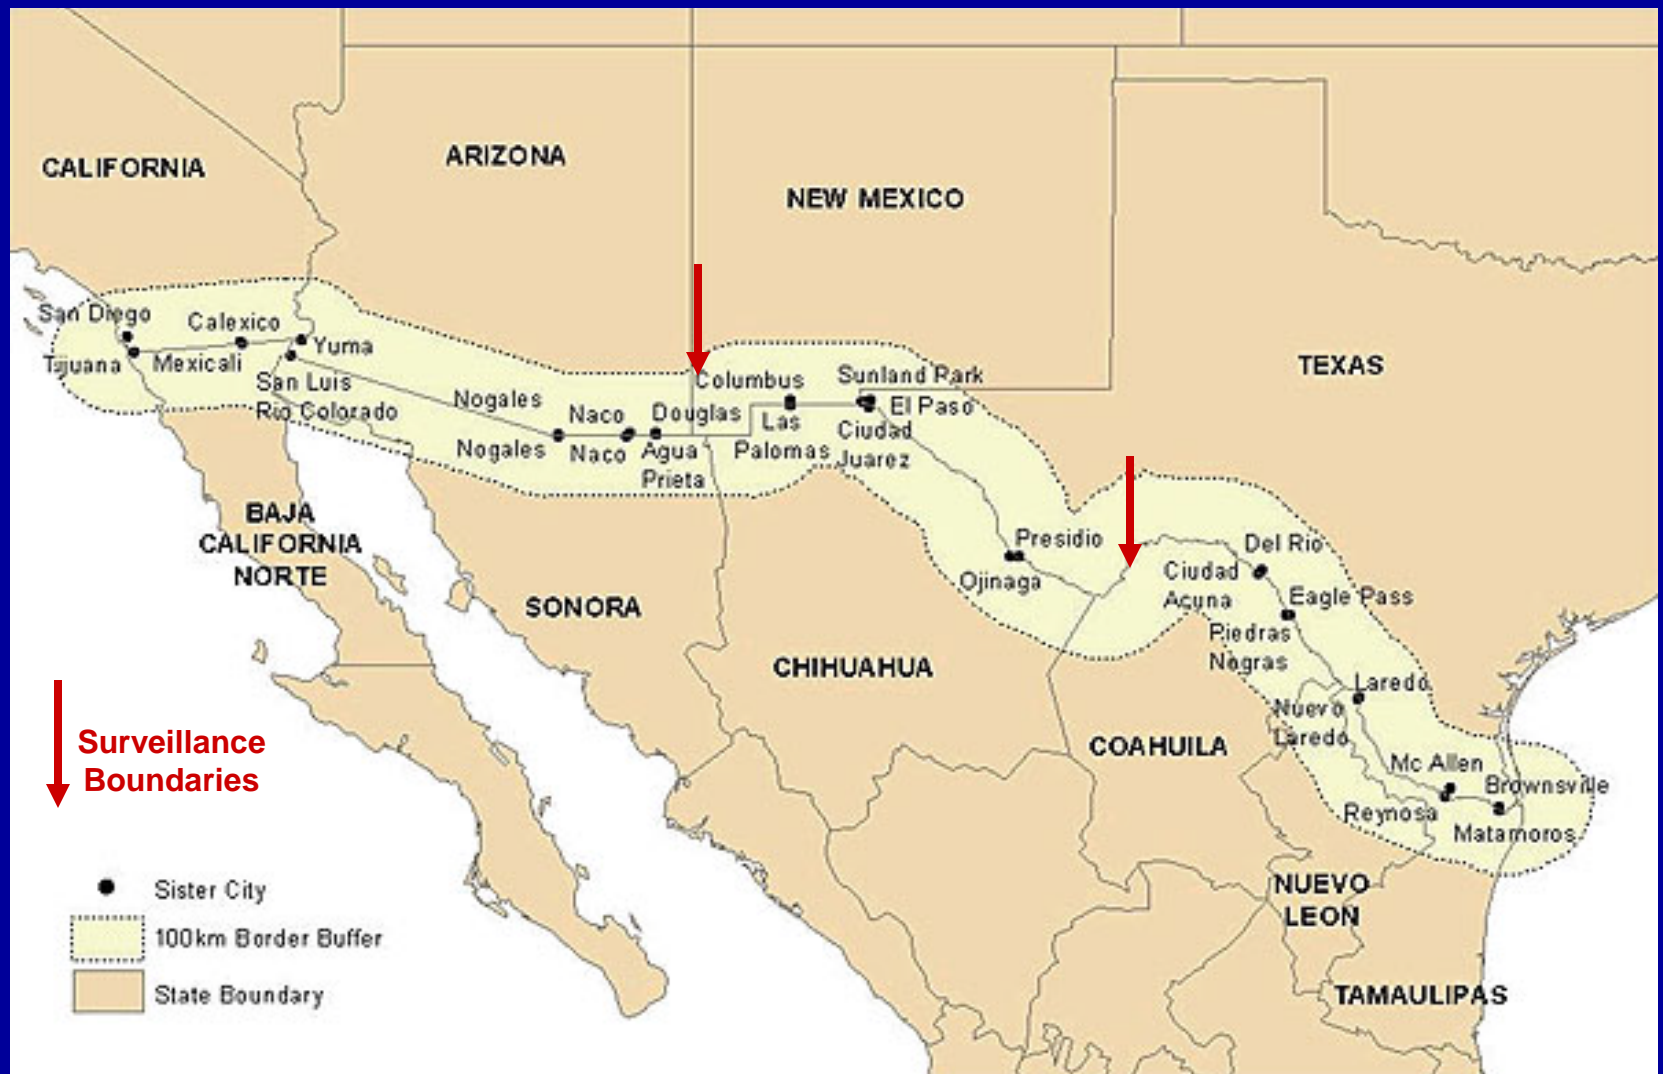 CALIFORNIA
ARIZONA
NEW MEXICO
TEXAS
San Diego
Calexico
Yuma
Tijuana
Mexicali
San Luis
Rio Colorado
Nogales
Nogales
Naco
Naco
Douglas
Agua
Prieta
Columbus
Las
Palomas
Sunland Park
El Paso
Ciudad
Juarez
Presidio
Ojinaga
Del Rio
Ciudad
Acuna
Eagle Pass
Piedras
Negras
Laredo
Nuevo
Laredo
Mc Allen
Brownsville
Reynosa
Matamoros
BAJA
CALIFORNIA
NORTE
SONORA
CHIHUAHUA
COAHUILA
NUEVO
LEON
TAMAULIPAS
Surveillance
Boundaries
Sister City
100km Border Buffer
State Boundary